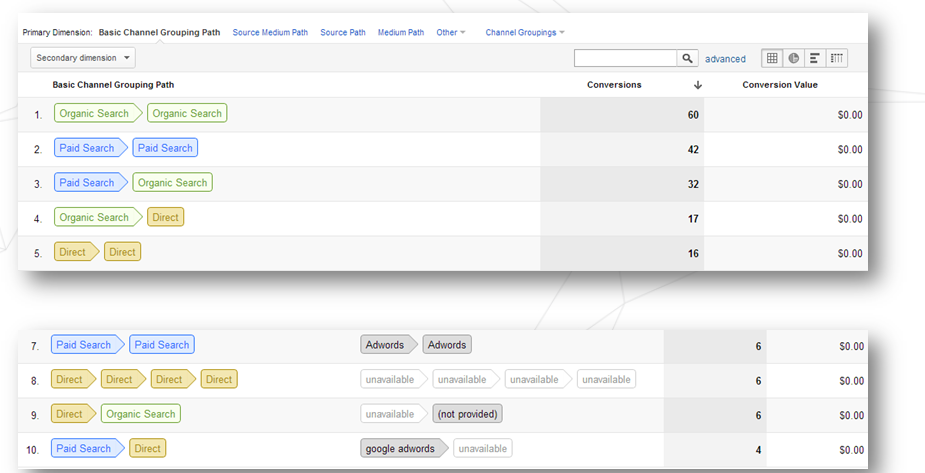 Primary Dimension: Basic Channel Grouping Path Source Medium Path Source Path Medium Path Other Channel Groupings
Secondary dimension advanced
Basic Channel Grouping Path Conversions Conversion Value
1. Organic Search Organic Search 60 $0.00
2. Paid Search Paid Search 42 $0.00
3. Paid Search Organic Search 32 $0.00
4. Organic Search Direct 17 $0.00
5. Direct Direct 16 $0.00
7. Paid Search Paid Search Adwords Adwords 6 $0.00
8. Direct Direct Direct Direct unavailable unavailable unavailable unavailable 6 $0.00
9. Direct Organic Search unavailable (not provided) 6 $0.00
10. Paid Search Direct google adwords unavailable 4 $0.00